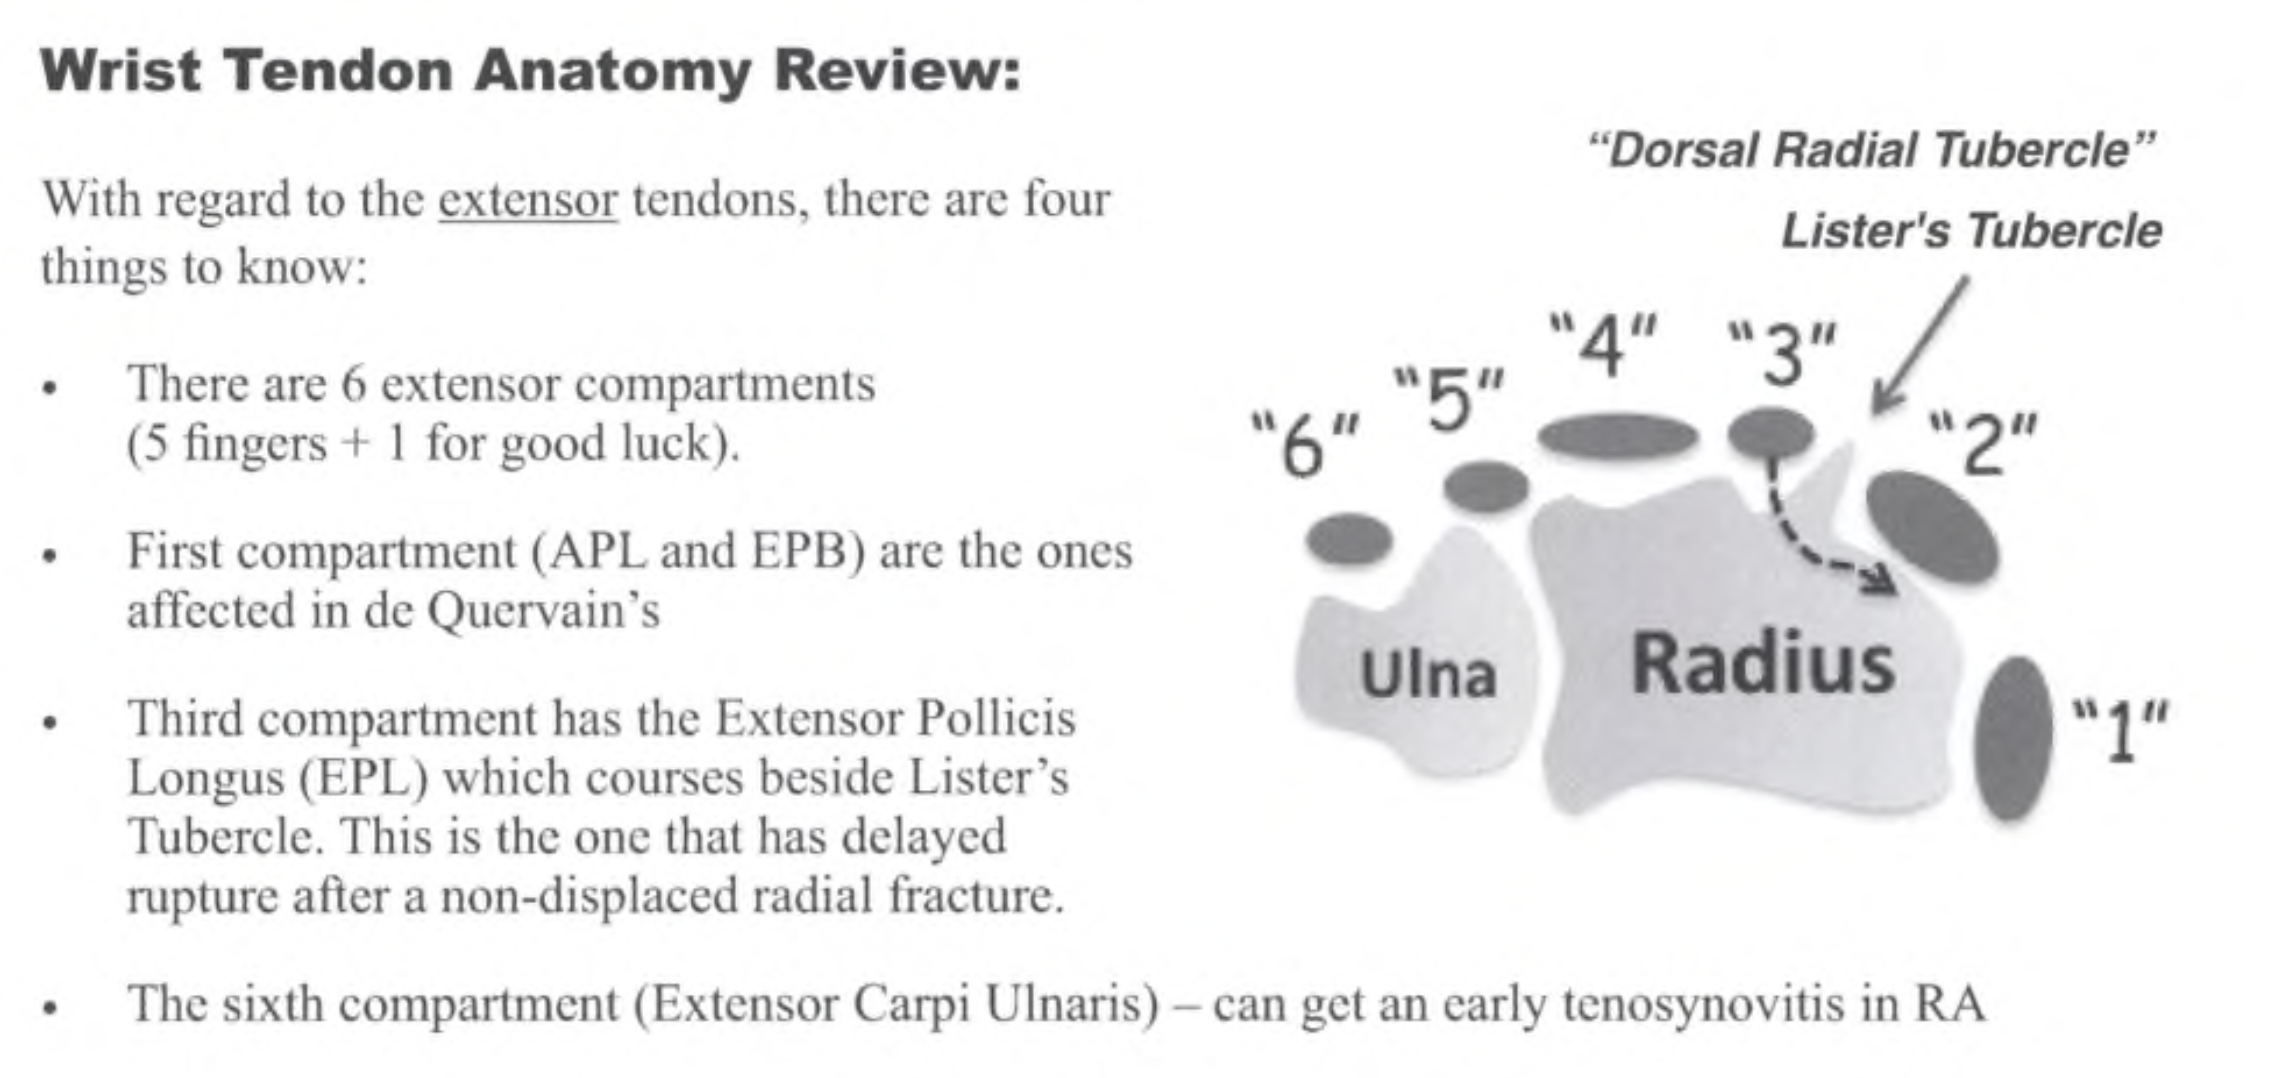 Wrist Tendon Anatomy Review:
With regard to the extensor tendons, there are four
things to know:
• There are 6 extensor compartments
(5 fingers + 1 for good luck).
• First compartment (APL and EPB) are the ones
affected in de Quervain's
• Third compartment has the Extensor Pollicis
Longus (EPL) which courses beside Lister's
Tubercle. This is the one that has delayed
rupture after a non-displaced radial fracture.
• The sixth compartment (Extensor Carpi Ulnaris) – can get an early tenosynovitis in RA
“Dorsal Radial Tubercle”
Lister's Tubercle
"6"
"5"
"4"
"3"
"2"
"1"
Ulna
Radius